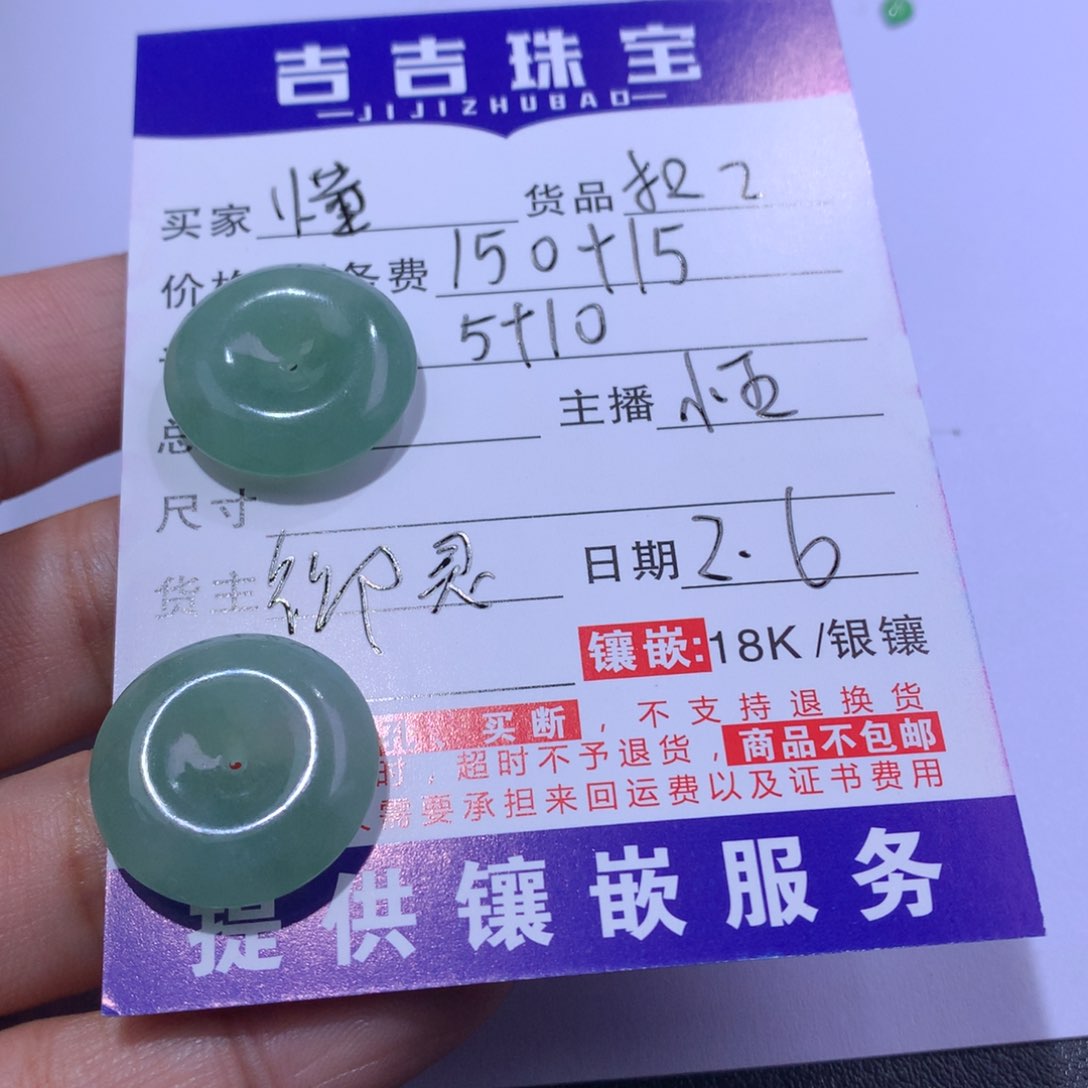 吉吉珠宝
JIJIZHUBAO
买家 懂 货品 扣2
价 费 150+15
5+10
总 主播 小玉
尺寸
货主 柳灵 日期 2.6
镶嵌: 18K /银镶
买断, 不支持退换货
时, 超时不予退货, 商品不包邮
需要承担来回运费以及证书费用
提供镶嵌服务